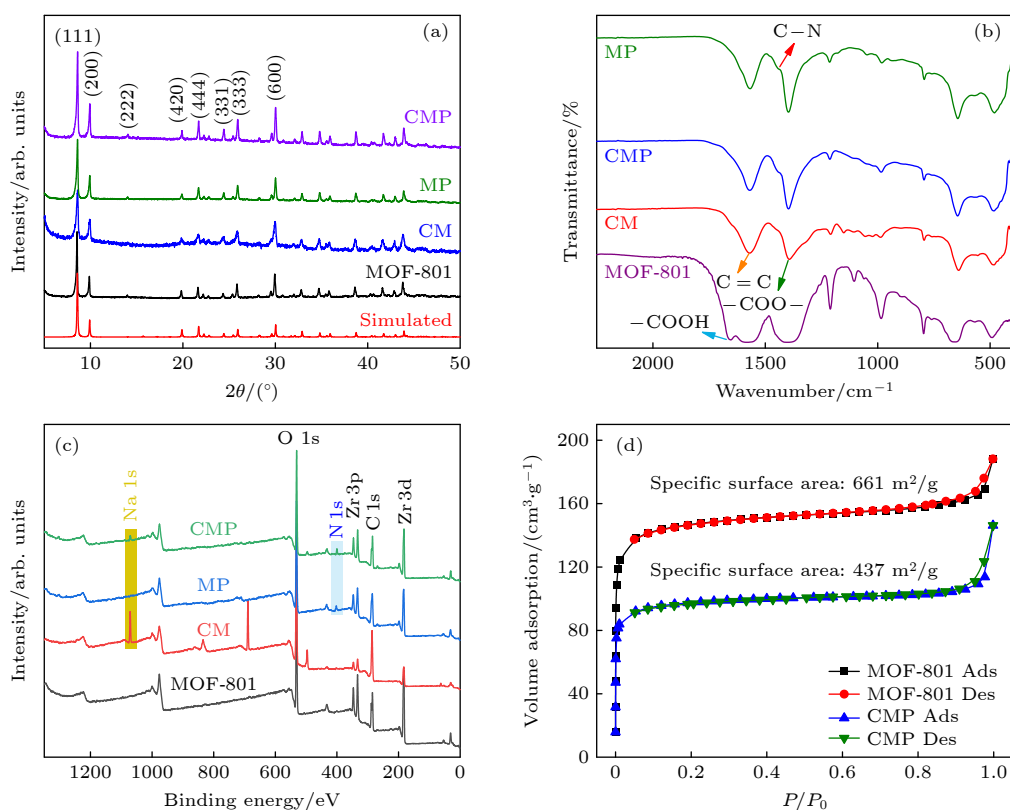 (a)
(111)
(200)
(222)
(420)
(444)
(331)
(333)
(600)
CMP
MP
CM
MOF-801
Simulated
Intensity/arb. units
10
20
30
40
50
2θ/(°)
(b)
C−N
MP
CMP
CM
MOF-801
C = C
−COO−
−COOH
Transmittance/%
2000
1500
1000
500
Wavenumber/cm⁻¹
(c)
Na 1s
O 1s
N 1s
Zr 3p
C 1s
Zr 3d
CMP
MP
CM
MOF-801
Intensity/arb. units
1200
1000
800
600
400
200
0
Binding energy/eV
(d)
200
160
120
80
40
0
Specific surface area: 661 m²/g
Specific surface area: 437 m²/g
MOF-801 Ads
MOF-801 Des
CMP Ads
CMP Des
Volume adsorption/(cm³·g⁻¹)
0
0.2
0.4
0.6
0.8
1.0
P/P₀